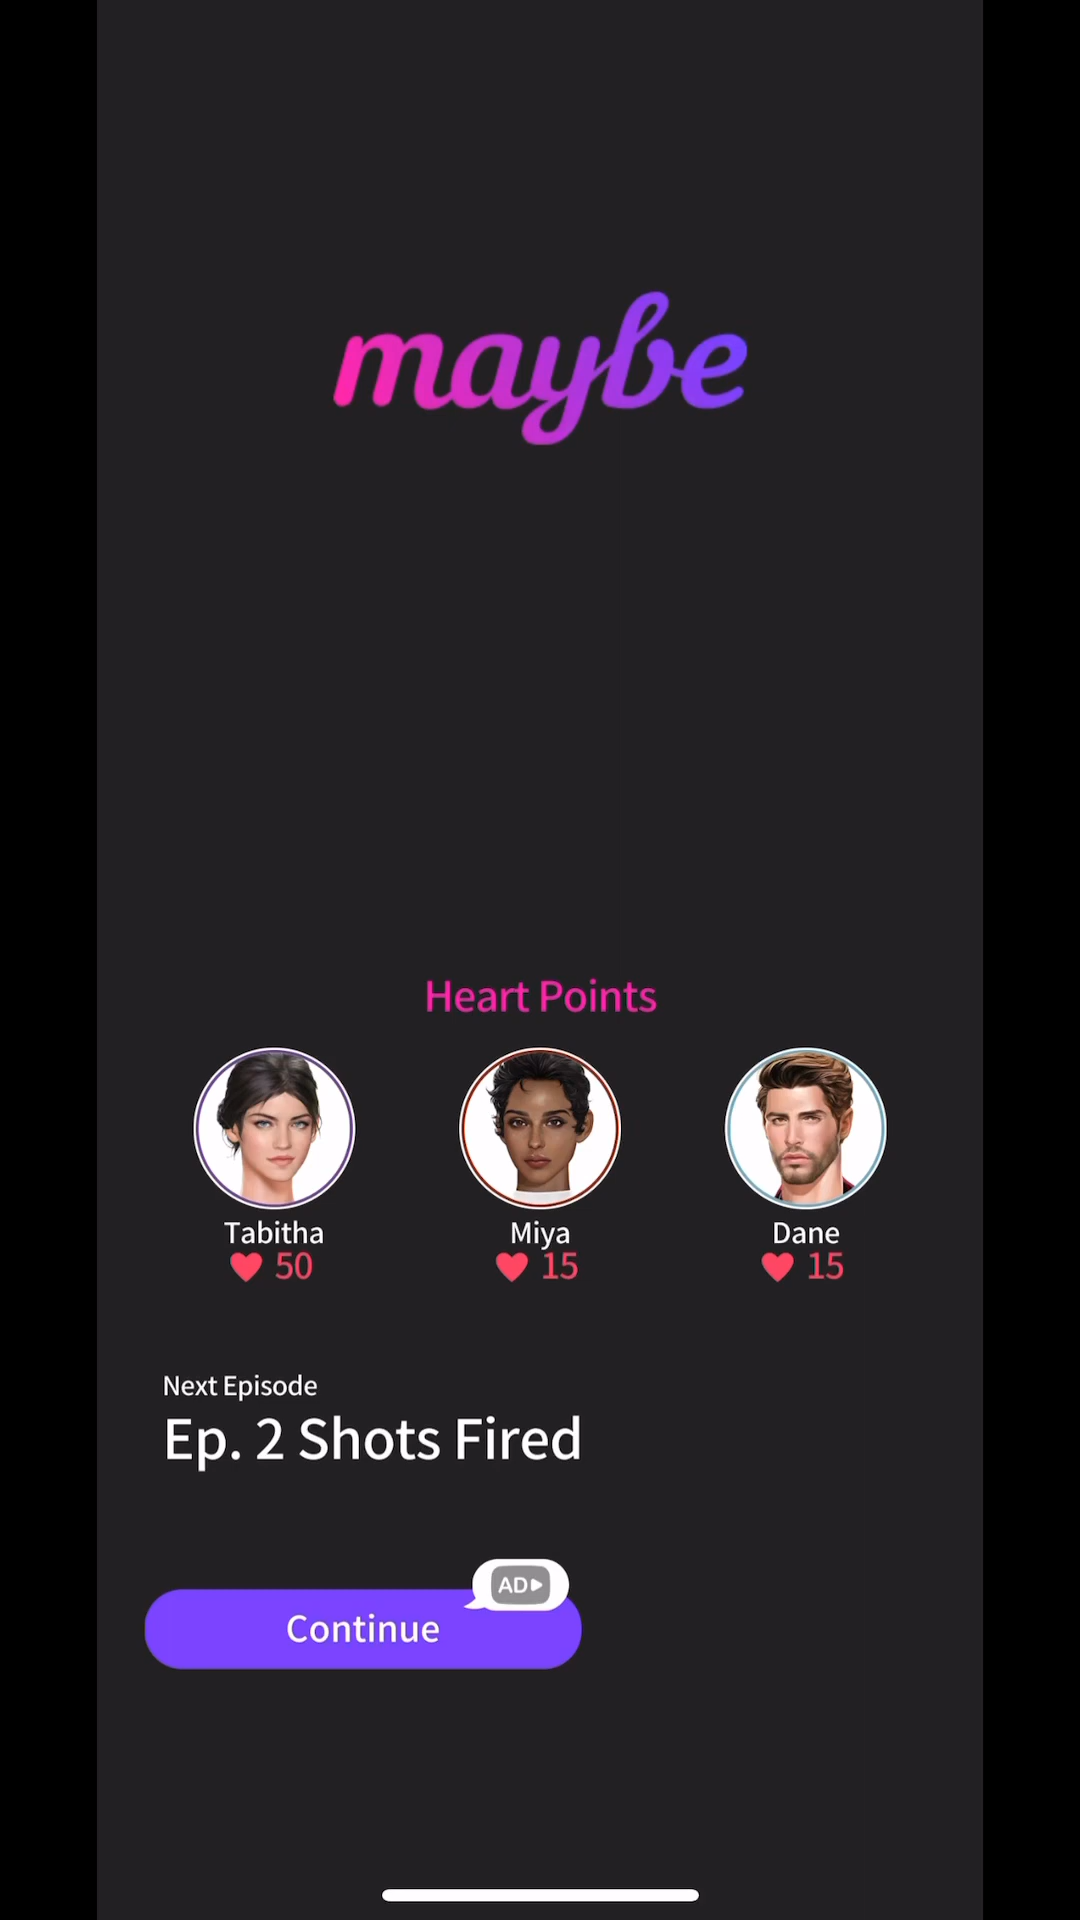 maybe
Heart Points
Tabitha
50
Miya
15
Dane
15
Next Episode
Ep. 2 Shots Fired
AD
Continue